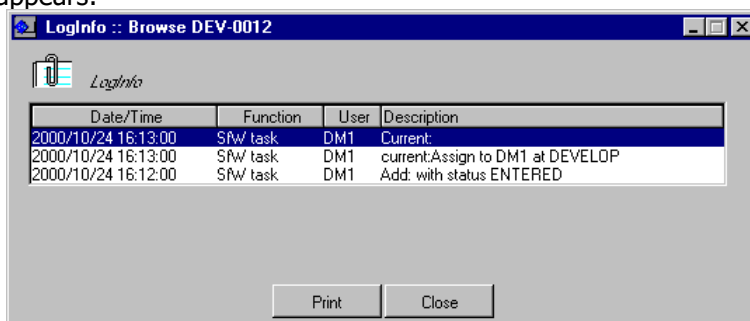 appears:
LogInfo :: Browse DEV-0012
LogInfo
Date/Time Function User Description
2000/10/24 16:13:00 SfW task DM1 Current:
2000/10/24 16:13:00 SfW task DM1 current:Assign to DM1 at DEVELOP
2000/10/24 16:12:00 SfW task DM1 Add: with status ENTERED
Print Close